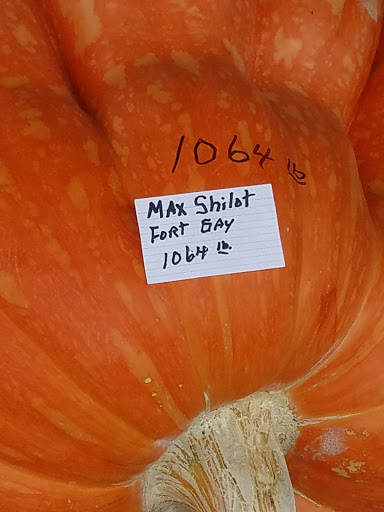 1064 lb
MAX Shilot
FORT GAY
1064 lb.